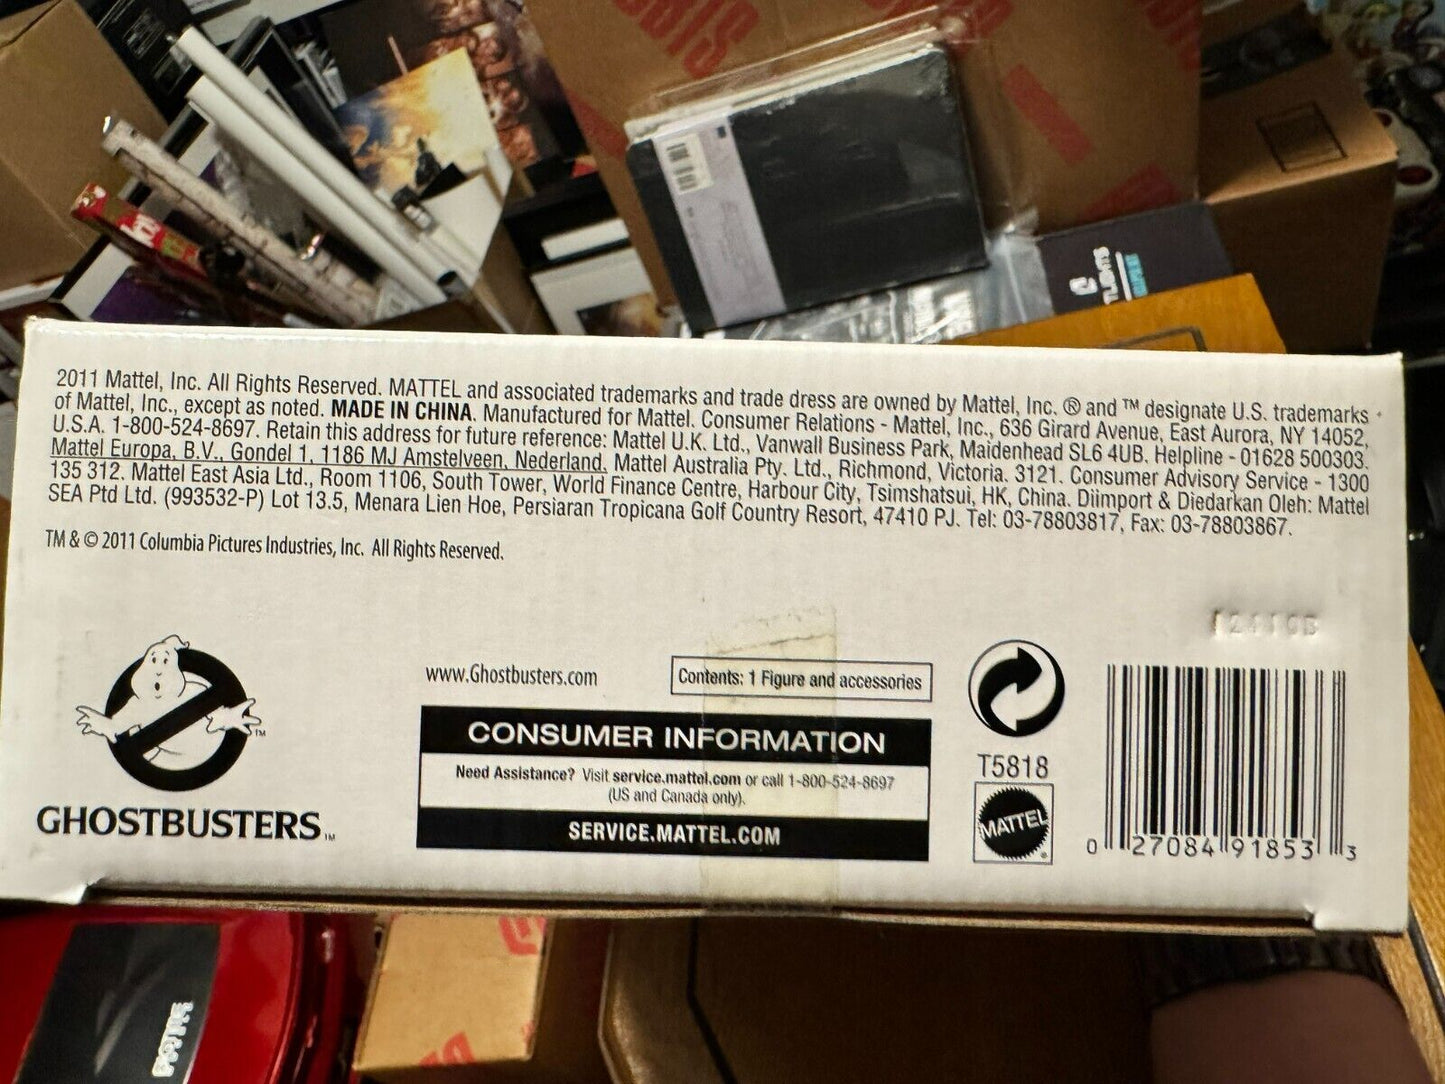 2011 Mattel, Inc. All Rights Reserved. MATTEL and associated trademarks and trade dress are owned by Mattel, Inc. ® and ™ designate U.S. trademarks
of Mattel, Inc., except as noted. MADE IN CHINA. Manufactured for Mattel. Consumer Relations - Mattel, Inc., 636 Girard Avenue, East Aurora, NY 14052,
U.S.A. 1-800-524-8697. Retain this address for future reference: Mattel U.K. Ltd., Vanwall Business Park, Maidenhead SL6 4UB. Helpline - 01628 500303.
Mattel Europa, B.V., Gondel 1, 1186 MJ Amstelveen, Nederland. Mattel Australia Pty. Ltd., Richmond, Victoria. 3121. Consumer Advisory Service - 1300
135 312. Mattel East Asia Ltd., Room 1106, South Tower, World Finance Centre, Harbour City, Tsimshatsui, HK, China. Diimport & Diedarkan Oleh: Mattel
SEA Ptd Ltd. (993532-P) Lot 13.5, Menara Lien Hoe, Persiaran Tropicana Golf Country Resort, 47410 PJ. Tel: 03-78803817, Fax: 03-78803867.
TM & © 2011 Columbia Pictures Industries, Inc. All Rights Reserved.
™
GHOSTBUSTERS™
www.Ghostbusters.com
Contents: 1 Figure and accessories
CONSUMER INFORMATION
Need Assistance? Visit service.mattel.com or call 1-800-524-8697
(US and Canada only).
SERVICE.MATTEL.COM
T5818
MATTEL®
0 27084 91853 3